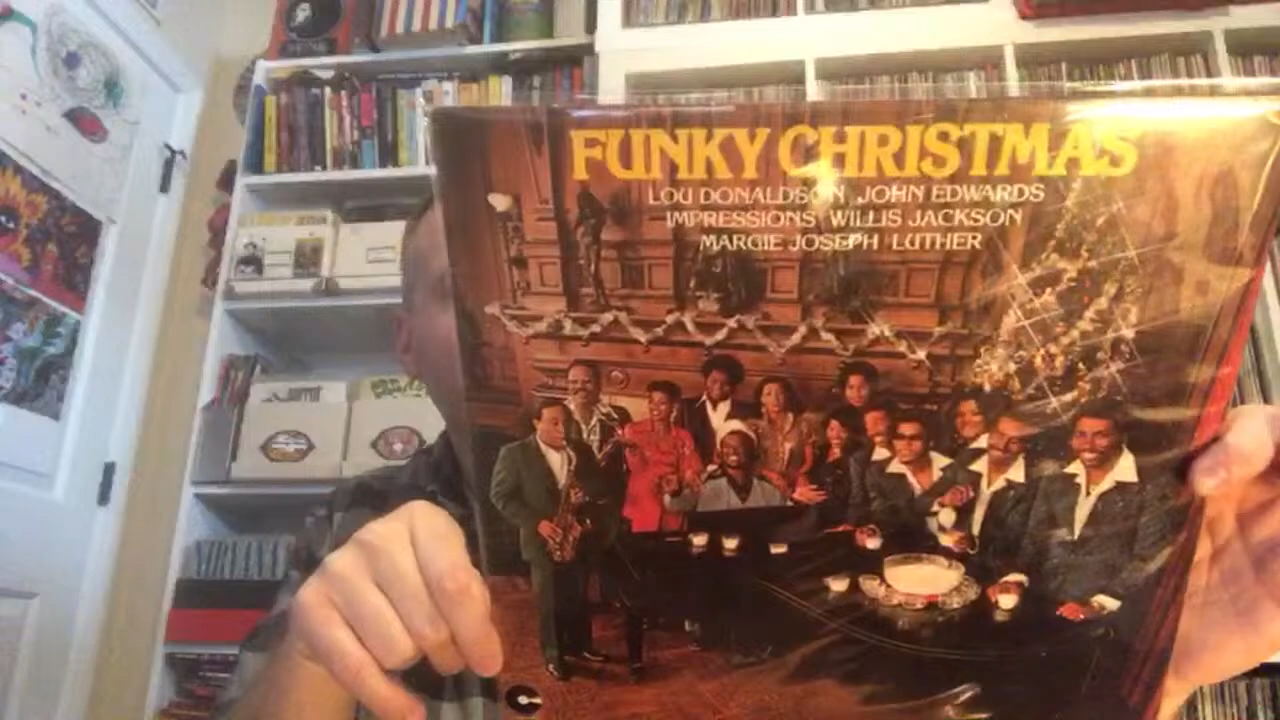 FUNKY CHRISTMAS
LOU DONALDSON JOHN EDWARDS
IMPRESSIONS WILLIS JACKSON
MARGIE JOSEPH LUTHER